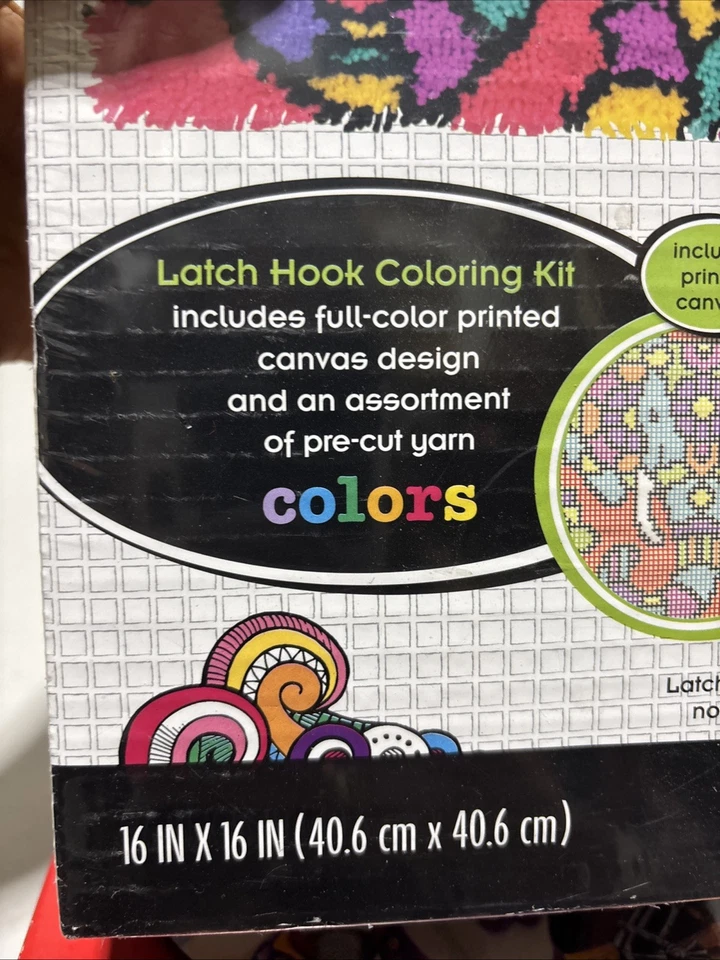 Latch Hook Coloring Kit
includes full-color printed
canvas design
and an assortment
of pre-cut yarn
colors
16 IN X 16 IN (40.6 cm x 40.6 cm)